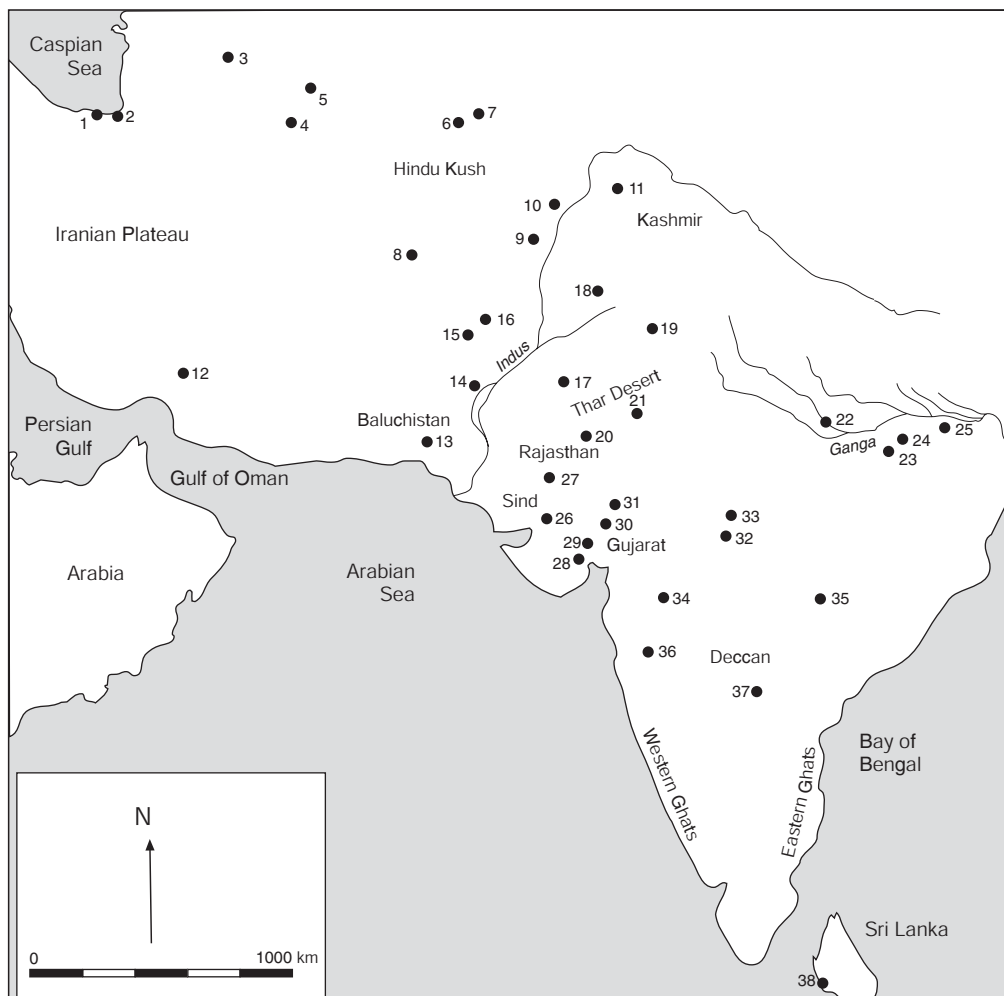 Caspian
Sea
3
5
1
2
4
6
7
Hindu Kush
11
10
Kashmir
Iranian Plateau
9
8
18
16
19
15
Indus
12
14
17
Thar Desert
21
Persian
Gulf
Baluchistan
13
20
22
Ganga
24
25
23
Rajasthan
Gulf of Oman
27
Sind
31
33
26
30
32
29
Gujarat
28
Arabia
Arabian
Sea
34
35
36
Deccan
37
Western Ghats
Eastern Ghats
Bay of
Bengal
N
Sri Lanka
0
1000 km
38